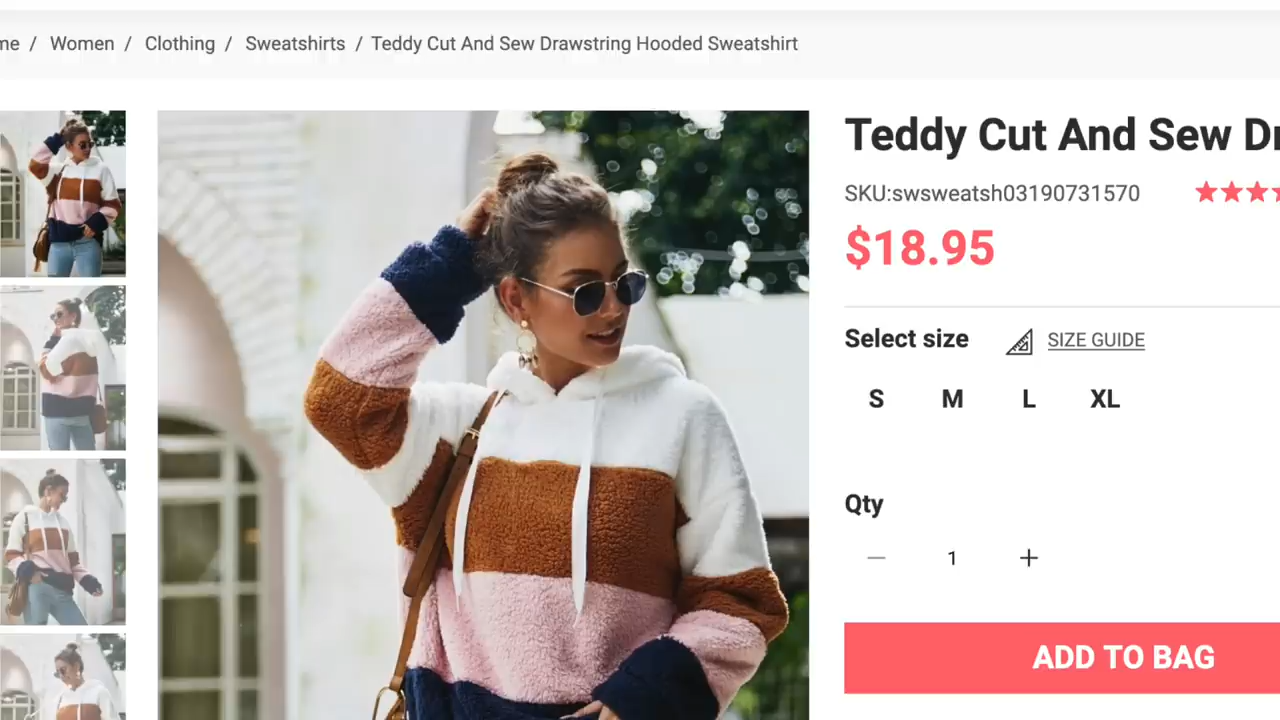 me / Women / Clothing / Sweatshirts / Teddy Cut And Sew Drawstring Hooded Sweatshirt
Teddy Cut And Sew D
SKU:swsweatsh03190731570
$18.95
Select size
SIZE GUIDE
S M L XL
Qty
− 1 +
ADD TO BAG